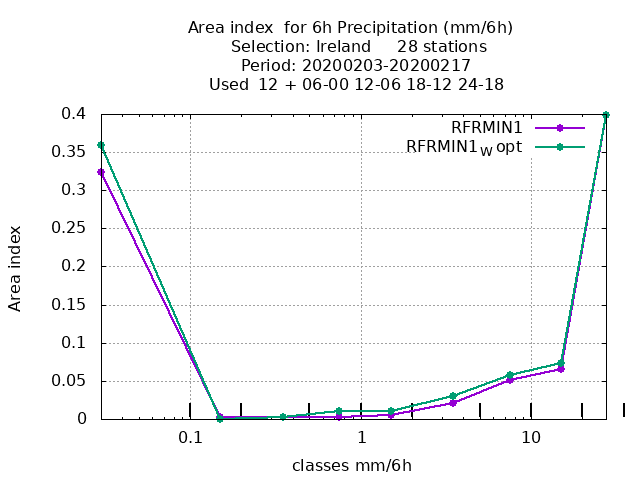 Area index  for 6h Precipitation (mm/6h)
Selection: Ireland     28 stations
Period: 20200203-20200217
Used  12 + 06-00 12-06 18-12 24-18
RFRMIN1
RFRMIN1W opt
0.4
0.35
0.3
0.25
0.2
0.15
0.1
0.05
0
Area index
0.1 1 10
classes mm/6h